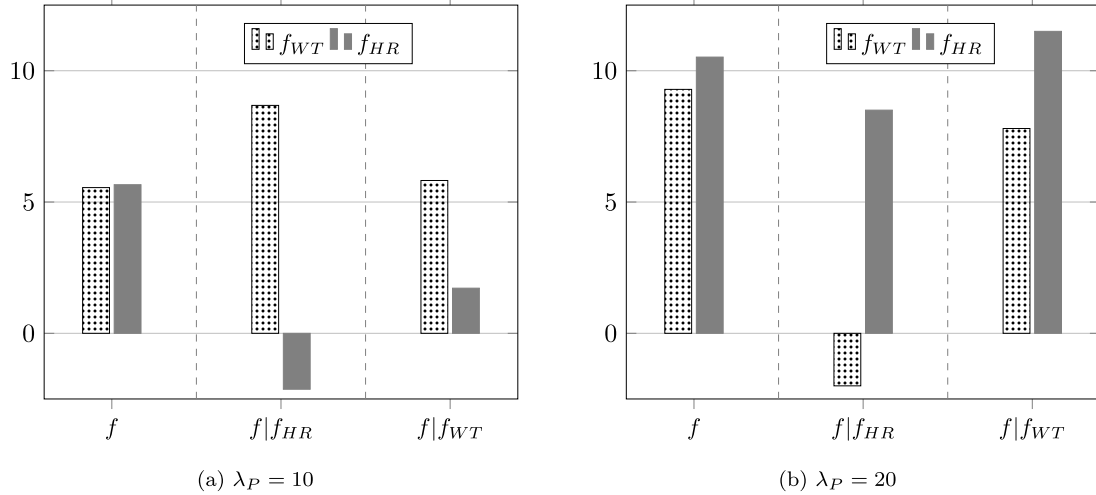 f_WT f_HR
10
5
0
f f|f_HR f|f_WT
(a) λ_P = 10
f_WT f_HR
10
5
0
f f|f_HR f|f_WT
(b) λ_P = 20